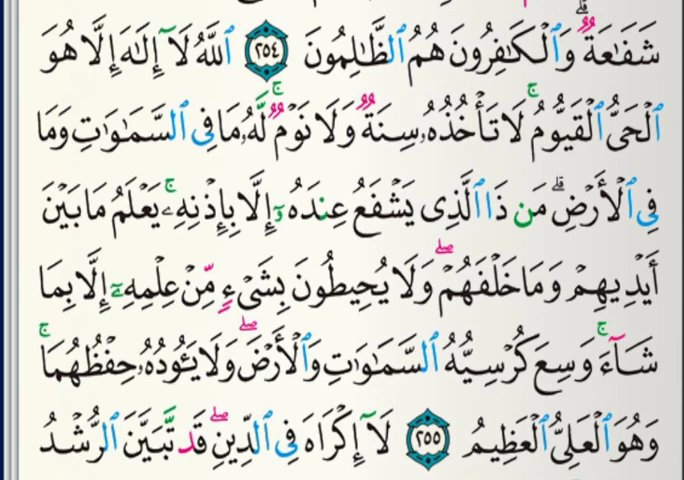 شَفَـٰعَةٌۗ وَٱلْكَـٰفِرُونَ هُمُ ٱلظَّـٰلِمُونَ ٢٥٤ ٱللَّهُ لَآ إِلَـٰهَ إِلَّا هُوَ
ٱلْحَىُّ ٱلْقَيُّومُۚ لَا تَأْخُذُهُۥ سِنَةٌ وَلَا نَوْمٌۚ لَّهُۥ مَا فِى ٱلسَّمَـٰوَٰتِ وَمَا
فِى ٱلْأَرْضِۗ مَن ذَا ٱلَّذِى يَشْفَعُ عِندَهُۥٓ إِلَّا بِإِذْنِهِۦۚ يَعْلَمُ مَا بَيْنَ
أَيْدِيهِمْ وَمَا خَلْفَهُمْۖ وَلَا يُحِيطُونَ بِشَىْءٍ مِّنْ عِلْمِهِۦٓ إِلَّا بِمَا
شَآءَۚ وَسِعَ كُرْسِيُّهُ ٱلسَّمَـٰوَٰتِ وَٱلْأَرْضَۖ وَلَا يَـُٔودُهُۥ حِفْظُهُمَاۚ
وَهُوَ ٱلْعَلِىُّ ٱلْعَظِيمُ ٢٥٥ لَآ إِكْرَاهَ فِى ٱلدِّينِۖ قَد تَّبَيَّنَ ٱلرُّشْدُ